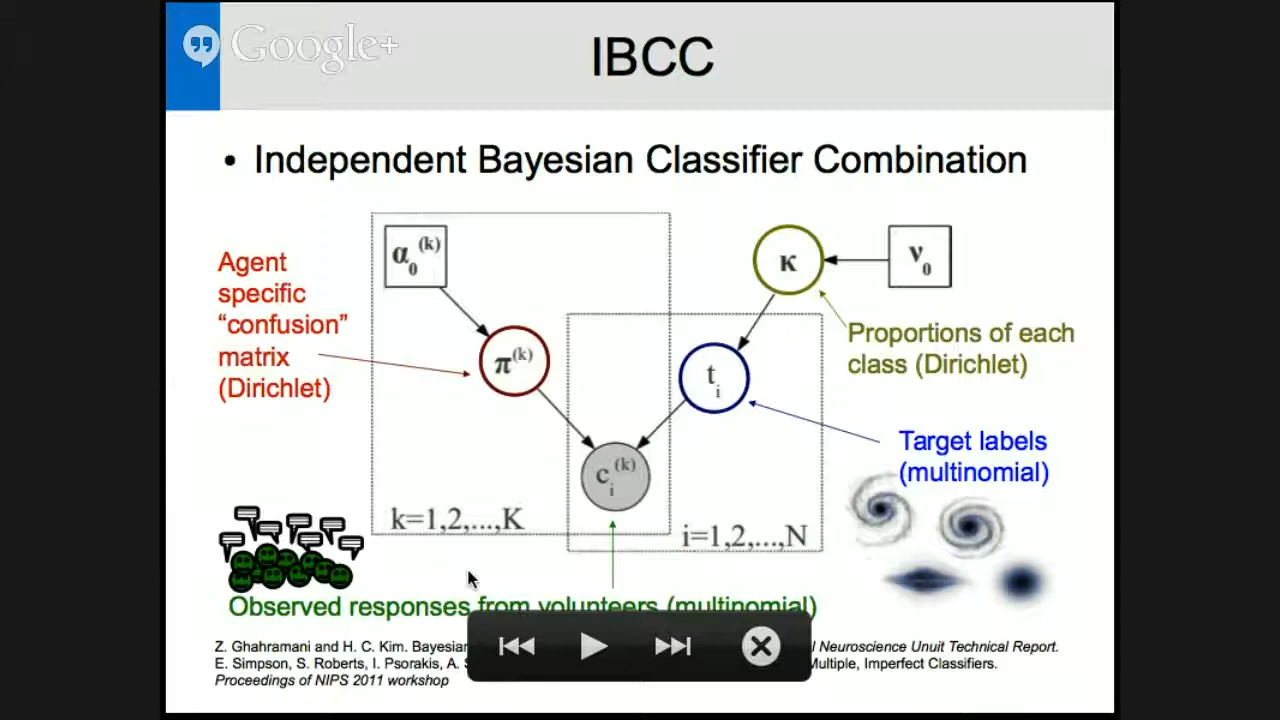 Google+
IBCC
• Independent Bayesian Classifier Combination
α0(k)
κ
ν0
Agent
specific
“confusion”
matrix
(Dirichlet)
π(k)
ti
Proportions of each
class (Dirichlet)
Target labels
(multinomial)
ci(k)
k=1,2,...,K
i=1,2,...,N
Observed responses from volunteers (multinomial)
Z. Ghahramani and H. C. Kim. Bayesian Neuroscience Unuit Technical Report.
E. Simpson, S. Roberts, I. Psorakis, A. Multiple, Imperfect Classifiers.
Proceedings of NIPS 2011 workshop